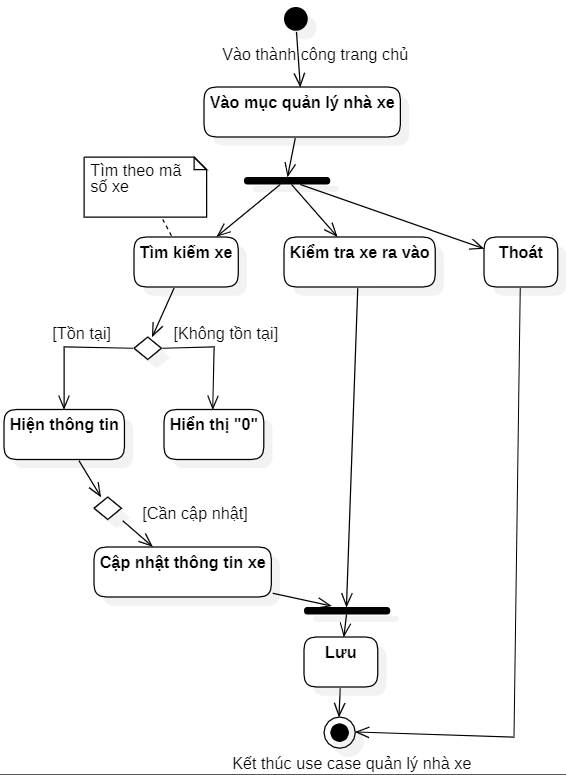 Vào thành công trang chủ
Vào mục quản lý nhà xe
Tìm theo mã
số xe
Tìm kiếm xe
Kiểm tra xe ra vào
Thoát
[Tồn tại]
[Không tồn tại]
Hiện thông tin
Hiển thị "0"
[Cần cập nhật]
Cập nhật thông tin xe
Lưu
Kết thúc use case quản lý nhà xe